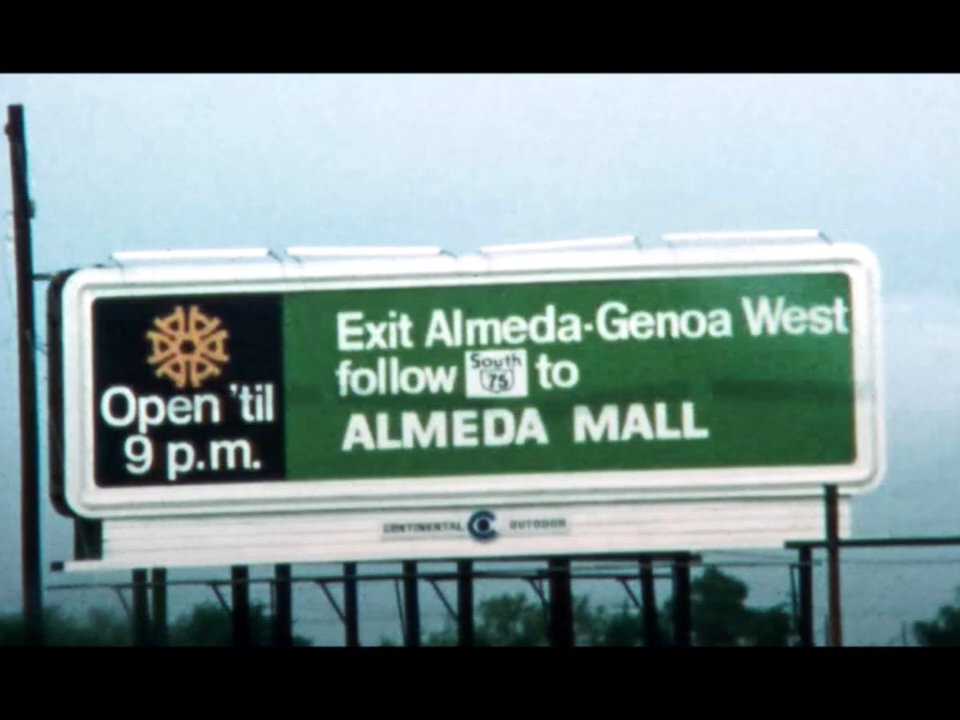 Open 'til
9 p.m.
Exit Almeda-Genoa West
follow South 75 to
ALMEDA MALL
CONTINENTAL C OUTDOOR